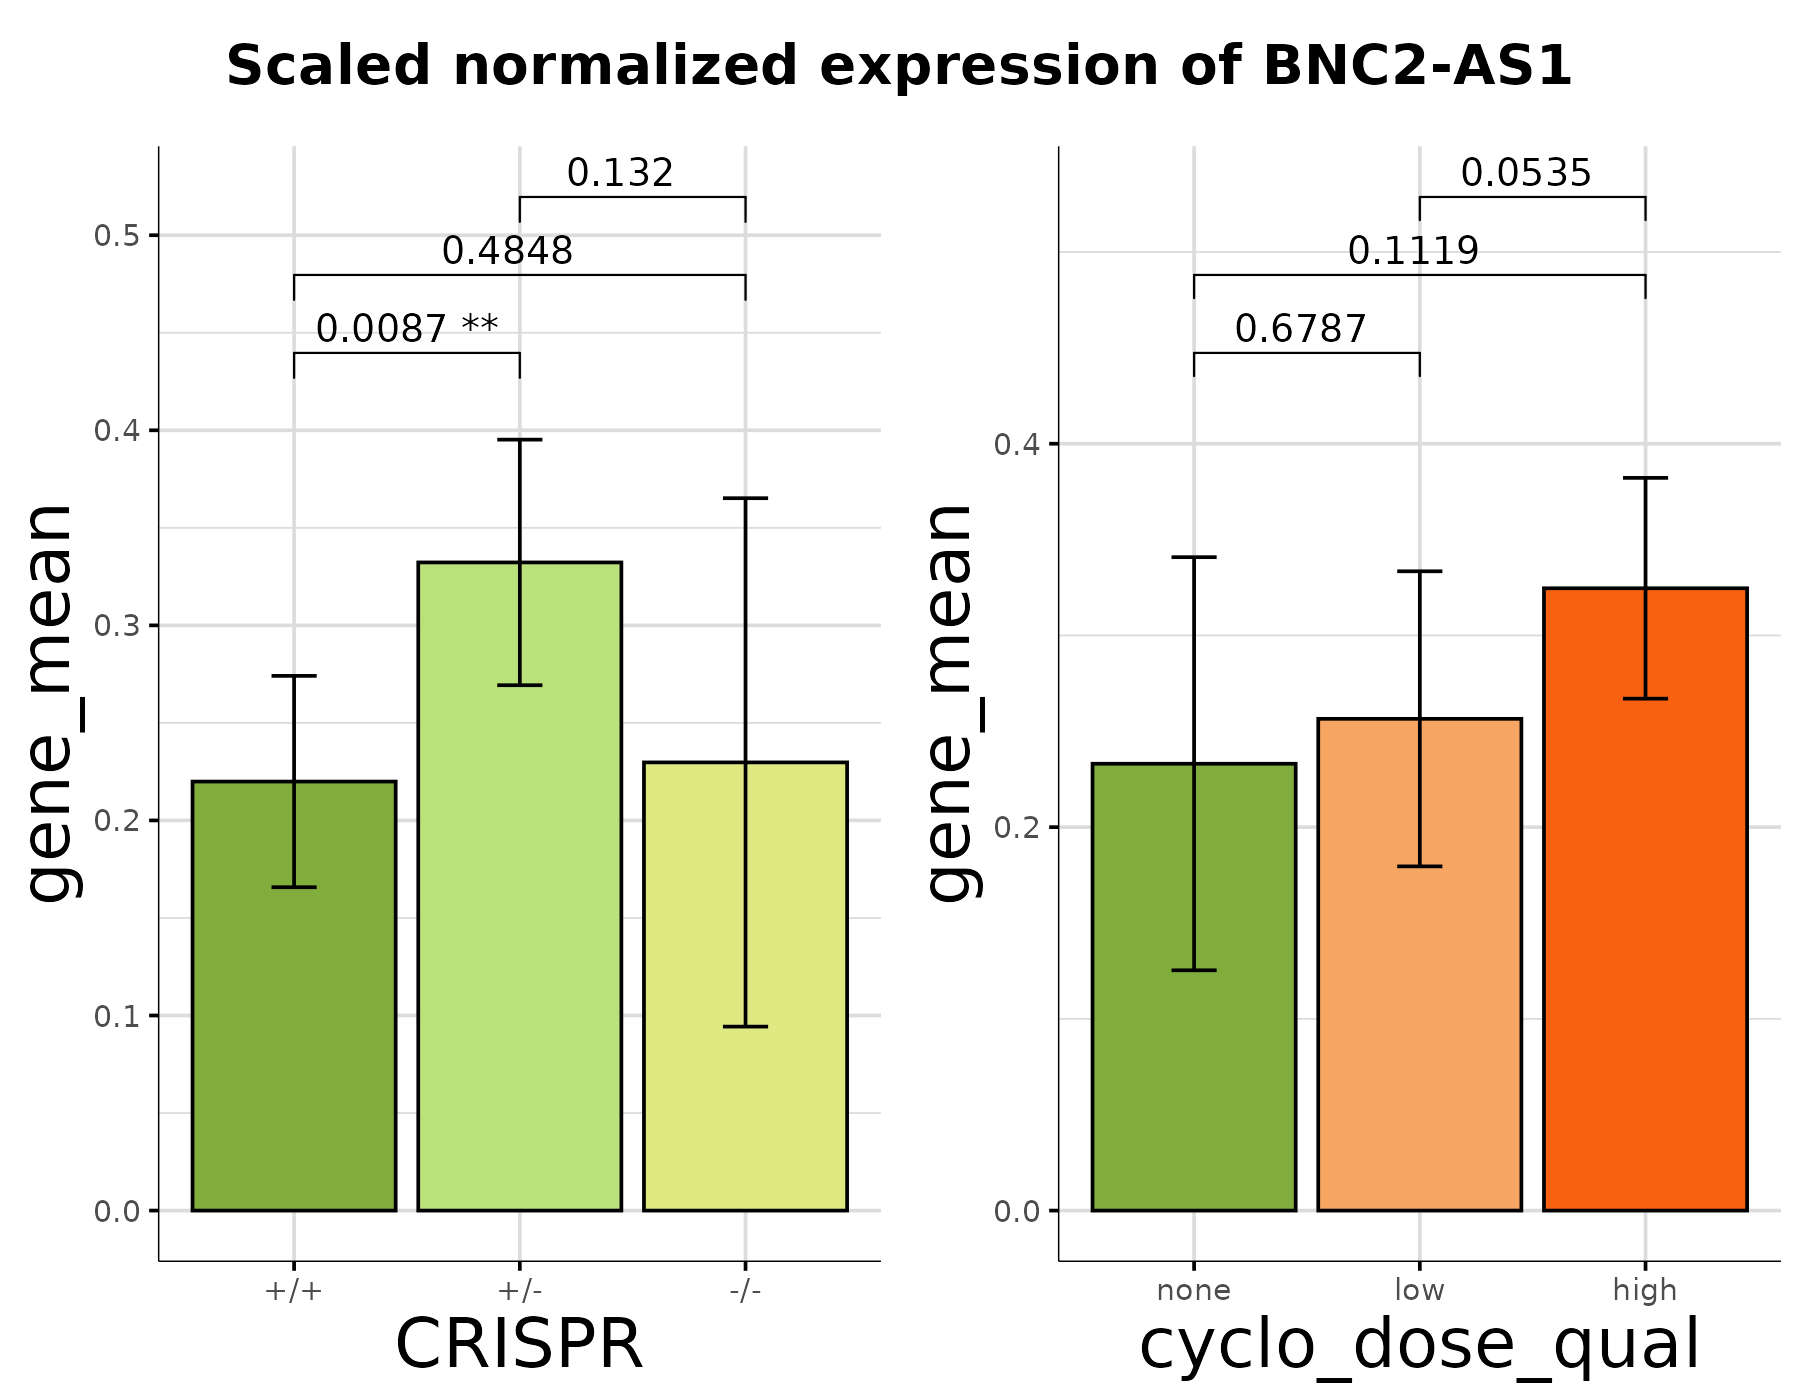 Scaled normalized expression of BNC2-AS1
gene_mean
0.5
0.4
0.3
0.2
0.1
0.0
0.132
0.4848
0.0087 **
+/+ +/- -/-
CRISPR
gene_mean
0.4
0.2
0.0
0.0535
0.1119
0.6787
none low high
cyclo_dose_qual